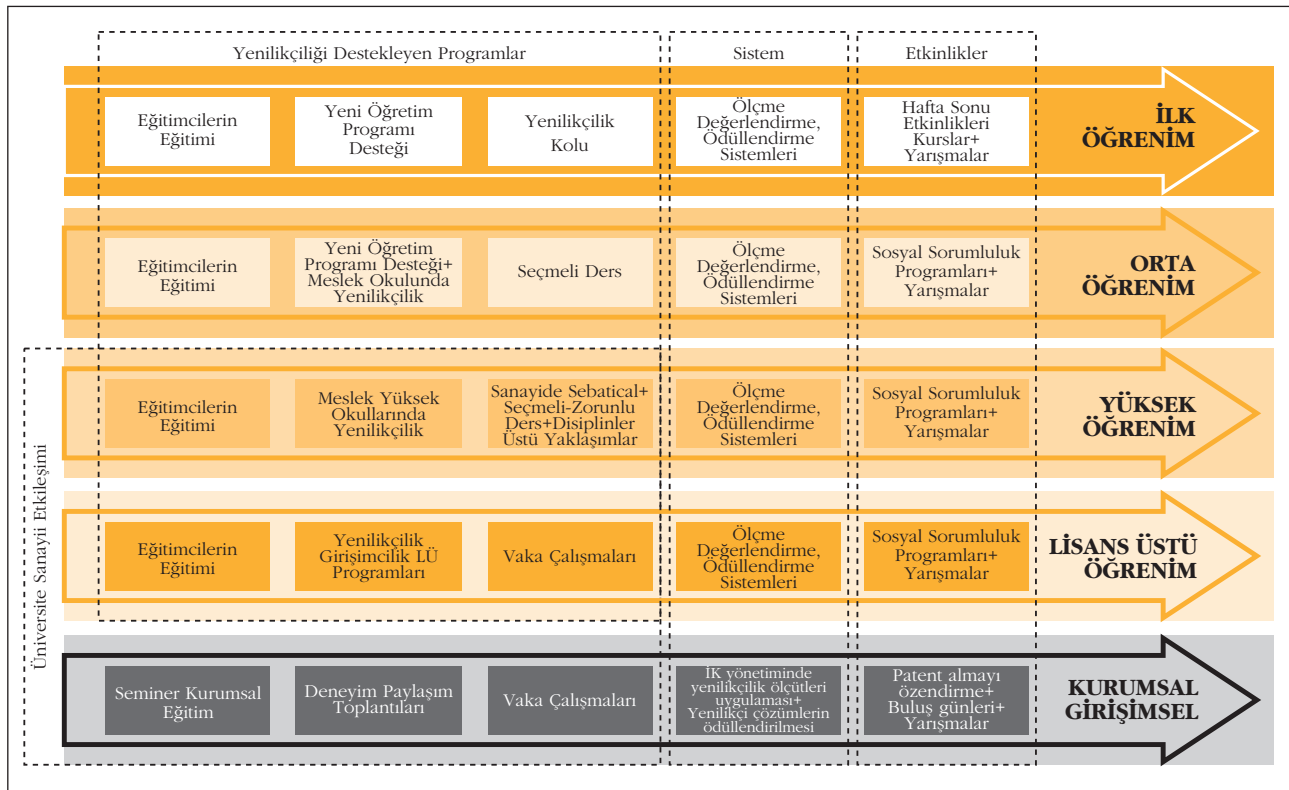 Yenilikçiliği Destekleyen Programlar
Sistem
Etkinlikler
Eğitimcilerin
Eğitimi
Yeni Öğretim
Programı
Desteği
Yenilikçilik
Kolu
Ölçme
Değerlendirme,
Ödüllendirme
Sistemleri
Hafta Sonu
Etkinlikleri
Kurslar+
Yarışmalar
İLK
ÖĞRENİM
Eğitimcilerin
Eğitimi
Yeni Öğretim
Programı Desteği+
Meslek Okulunda
Yenilikçilik
Seçmeli Ders
Ölçme
Değerlendirme,
Ödüllendirme
Sistemleri
Sosyal Sorumluluk
Programları+
Yarışmalar
ORTA
ÖĞRENİM
Üniversite Sanayii Etkileşimi
Eğitimcilerin
Eğitimi
Meslek Yüksek
Okullarında
Yenilikçilik
Sanayide Sebatical+
Seçmeli-Zorunlu
Ders+Disiplinler
Üstü Yaklaşımlar
Ölçme
Değerlendirme,
Ödüllendirme
Sistemleri
Sosyal Sorumluluk
Programları+
Yarışmalar
YÜKSEK
ÖĞRENİM
Eğitimcilerin
Eğitimi
Yenilikçilik
Girişimcilik LÜ
Programları
Vaka Çalışmaları
Ölçme
Değerlendirme,
Ödüllendirme
Sistemleri
Sosyal Sorumluluk
Programları+
Yarışmalar
LİSANS ÜSTÜ
ÖĞRENİM
Seminer Kurumsal
Eğitim
Deneyim Paylaşım
Toplantıları
Vaka Çalışmaları
İK yönetiminde
yenilikçilik ölçütleri
uygulaması+
Yenilikçi çözümlerin
ödüllendirilmesi
Patent almayı
özendirme+
Buluş günleri+
Yarışmalar
KURUMSAL
GİRİŞİMSEL